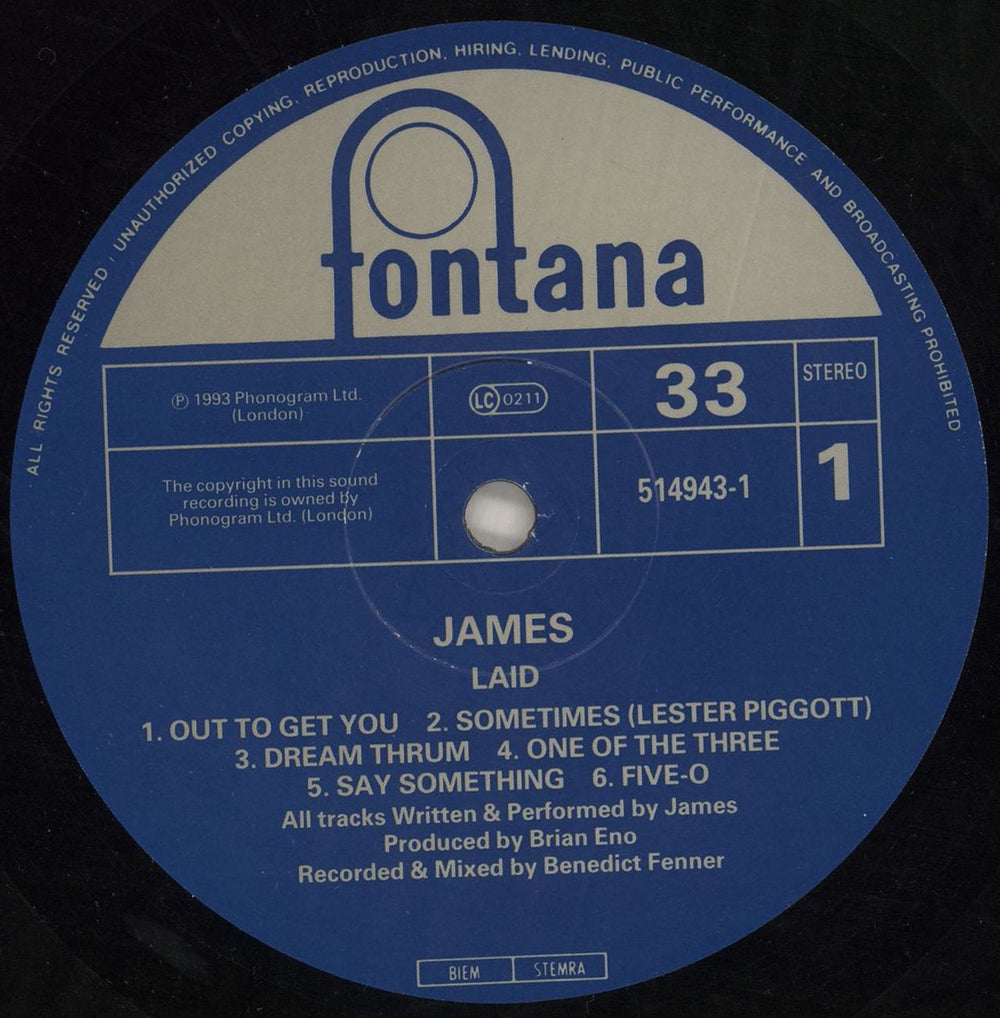 ALL RIGHTS RESERVED / UNAUTHORIZED COPYING, REPRODUCTION, HIRING, LENDING, PUBLIC PERFORMANCE AND BROADCASTING PROHIBITED
fontana
℗ 1993 Phonogram Ltd.
(London)
LC 0211
33
STEREO
The copyright in this sound
recording is owned by
Phonogram Ltd. (London)
514943-1
1
JAMES
LAID
1. OUT TO GET YOU 2. SOMETIMES (LESTER PIGGOTT)
3. DREAM THRUM 4. ONE OF THE THREE
5. SAY SOMETHING 6. FIVE-O
All tracks Written & Performed by James
Produced by Brian Eno
Recorded & Mixed by Benedict Fenner
BIEM STEMRA